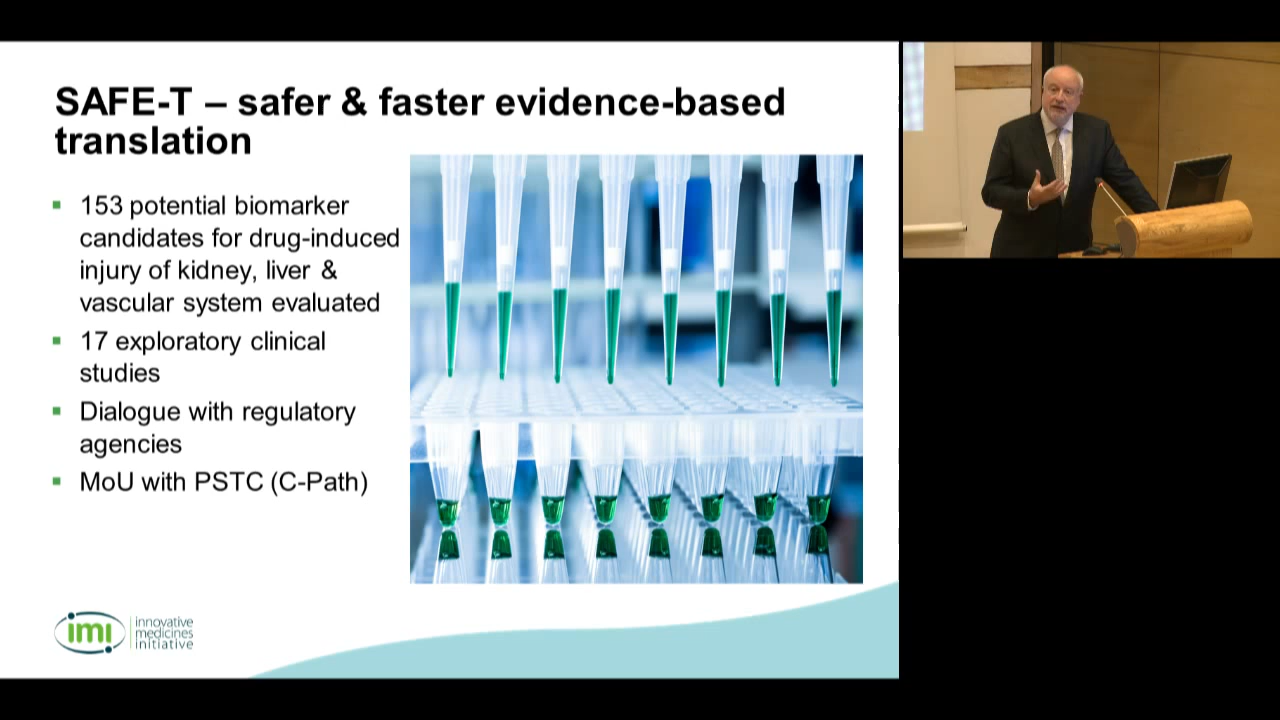 SAFE-T – safer & faster evidence-based
translation
▪ 153 potential biomarker
candidates for drug-induced
injury of kidney, liver &
vascular system evaluated
▪ 17 exploratory clinical
studies
▪ Dialogue with regulatory
agencies
▪ MoU with PSTC (C-Path)
imi
innovative
medicines
initiative